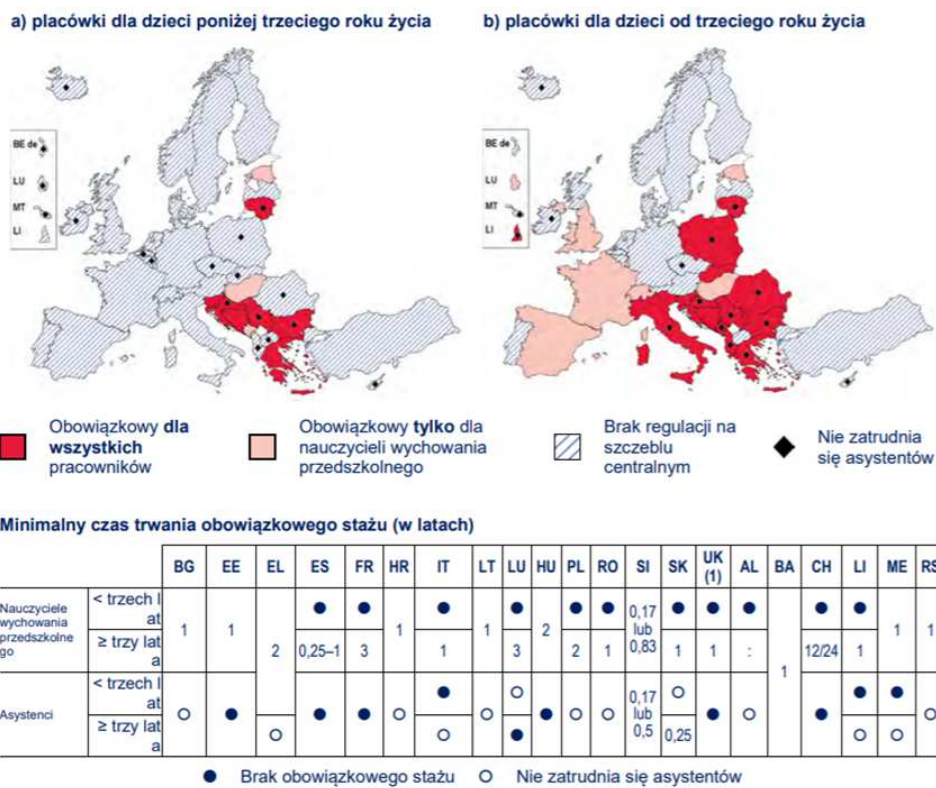 a) placówki dla dzieci poniżej trzeciego roku życia
b) placówki dla dzieci od trzeciego roku życia
BE de
LU
MT
LI
BE de
LU
MT
LI
Obowiązkowy dla
wszystkich
pracowników
Obowiązkowy tylko dla
nauczycieli wychowania
przedszkolnego
Brak regulacji na
szczeblu
centralnym
Nie zatrudnia
się asystentów
Minimalny czas trwania obowiązkowego stażu (w latach)
BG EE EL ES FR HR IT LT LU HU PL RO SI SK UK (1) AL BA CH LI ME RS
Nauczyciele
wychowania
przedszkolne
go
< trzech l
at
● ● ● ● ● ● ● ● ● ● ●
1 1 1 1 2 0,17 lub 0,83 1 1
≥ trzy lat
a
2 0,25–1 3 1 3 2 1 1 1 : 12/24 1
1
Asystenci
< trzech l
at
○ ● ● ● ○ ● ○ ○ ● ○ ○ 0,17 lub 0,5 ○ ● ○ ● ● ● ○
≥ trzy lat
a
○ ○ ● 0,25 ○ ○
● Brak obowiązkowego stażu ○ Nie zatrudnia się asystentów